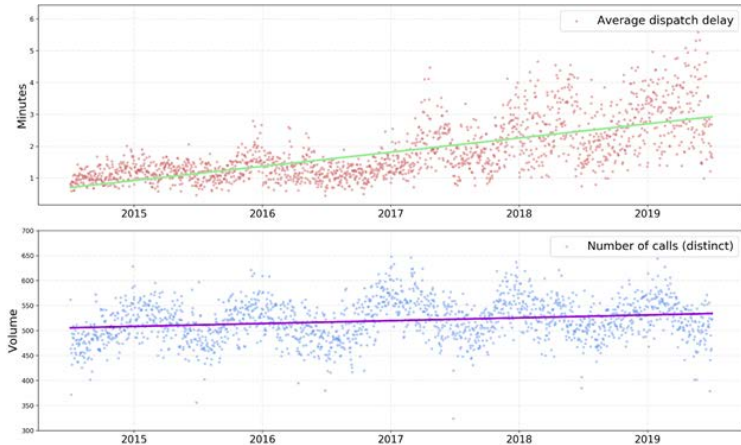 Average dispatch delay
6
5
4
3
2
1
Minutes
2015 2016 2017 2018 2019
Number of calls (distinct)
700
650
600
550
500
450
400
350
300
Volume
2015 2016 2017 2018 2019